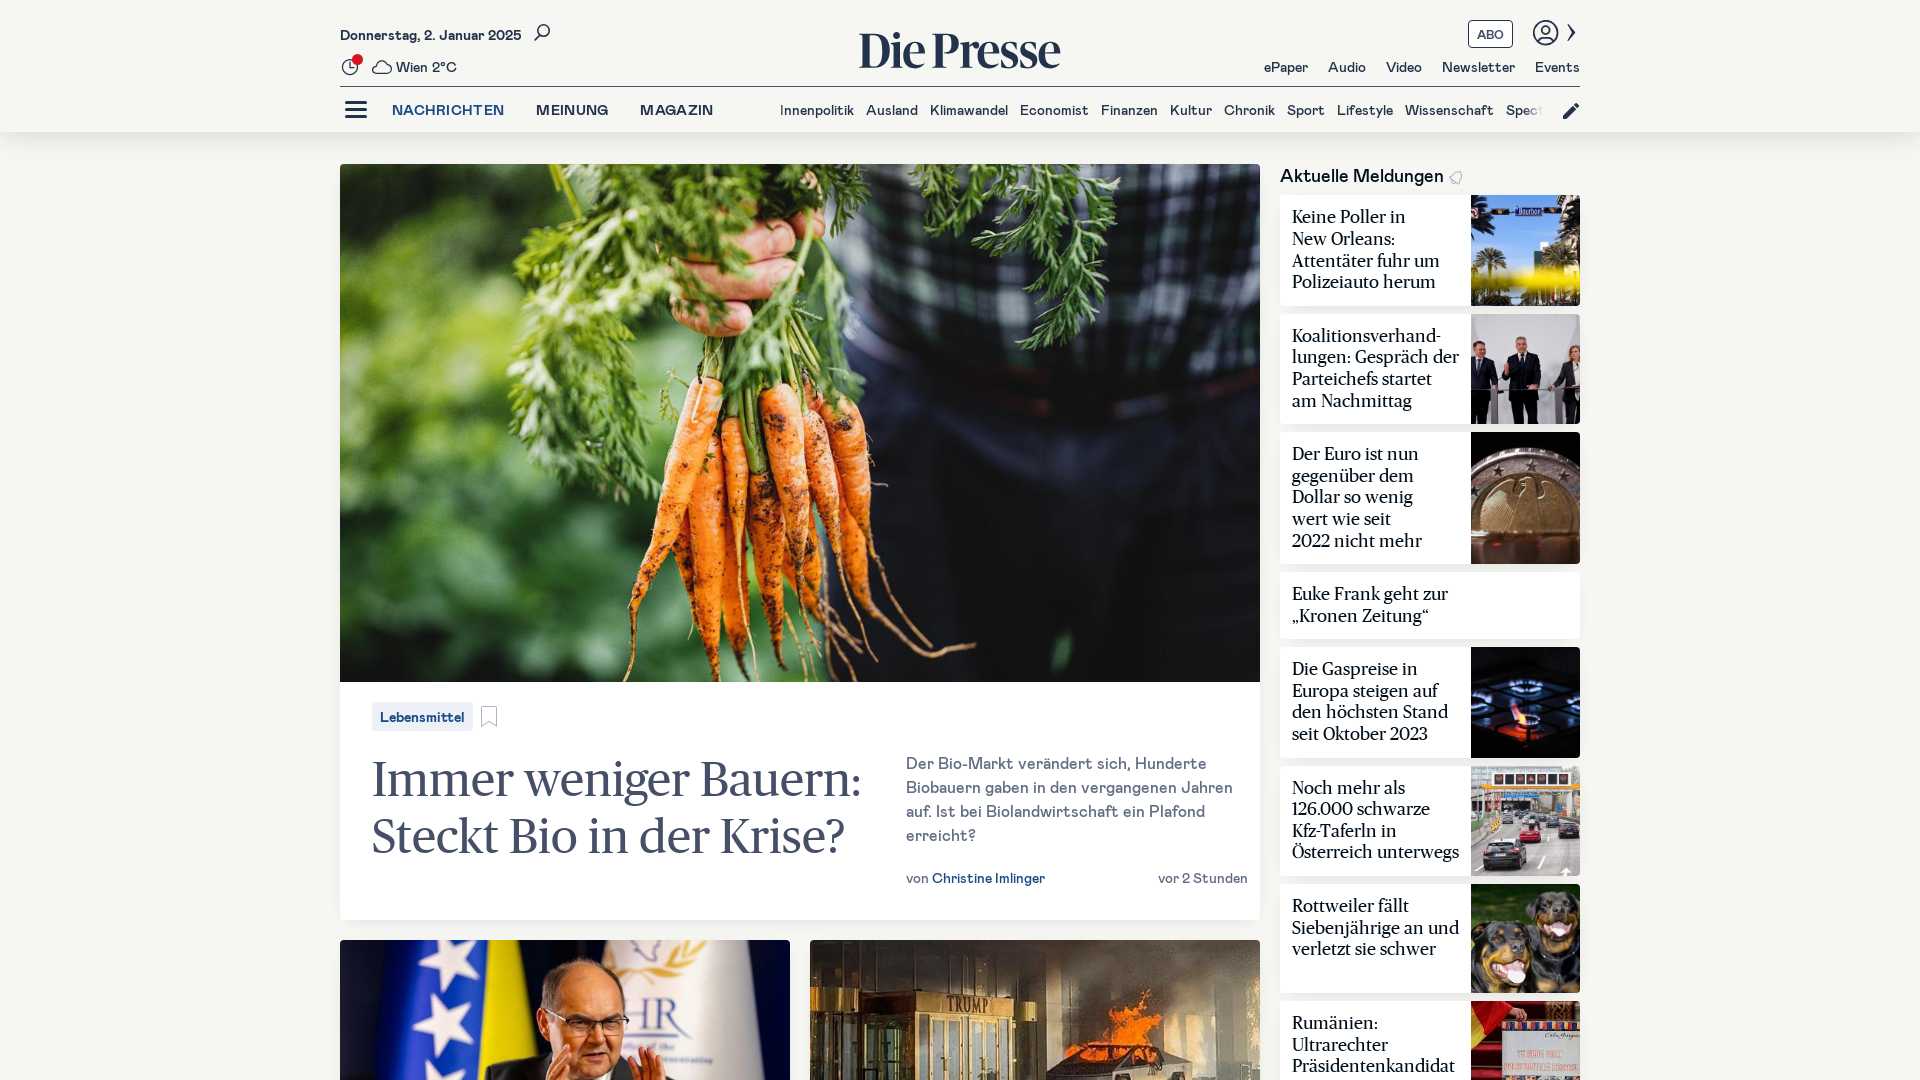 Donnerstag, 2. Januar 2025
Wien 2°C
Die Presse
ABO
ePaper Audio Video Newsletter Events
NACHRICHTEN MEINUNG MAGAZIN
Innenpolitik Ausland Klimawandel Economist Finanzen Kultur Chronik Sport Lifestyle Wissenschaft Spect
Lebensmittel
Immer weniger Bauern:
Steckt Bio in der Krise?
Der Bio-Markt verändert sich, Hunderte
Biobauern gaben in den vergangenen Jahren
auf. Ist bei Biolandwirtschaft ein Plafond
erreicht?
von Christine Imlinger
vor 2 Stunden
HR
TRUMP
Aktuelle Meldungen
Keine Poller in
New Orleans:
Attentäter fuhr um
Polizeiauto herum
Bourbon
Koalitionsverhand-
lungen: Gespräch der
Parteichefs startet
am Nachmittag
Der Euro ist nun
gegenüber dem
Dollar so wenig
wert wie seit
2022 nicht mehr
Euke Frank geht zur
„Kronen Zeitung“
Die Gaspreise in
Europa steigen auf
den höchsten Stand
seit Oktober 2023
Noch mehr als
126.000 schwarze
Kfz-Taferln in
Österreich unterwegs
Rottweiler fällt
Siebenjährige an und
verletzt sie schwer
Rumänien:
Ultrarechter
Präsidentenkandidat